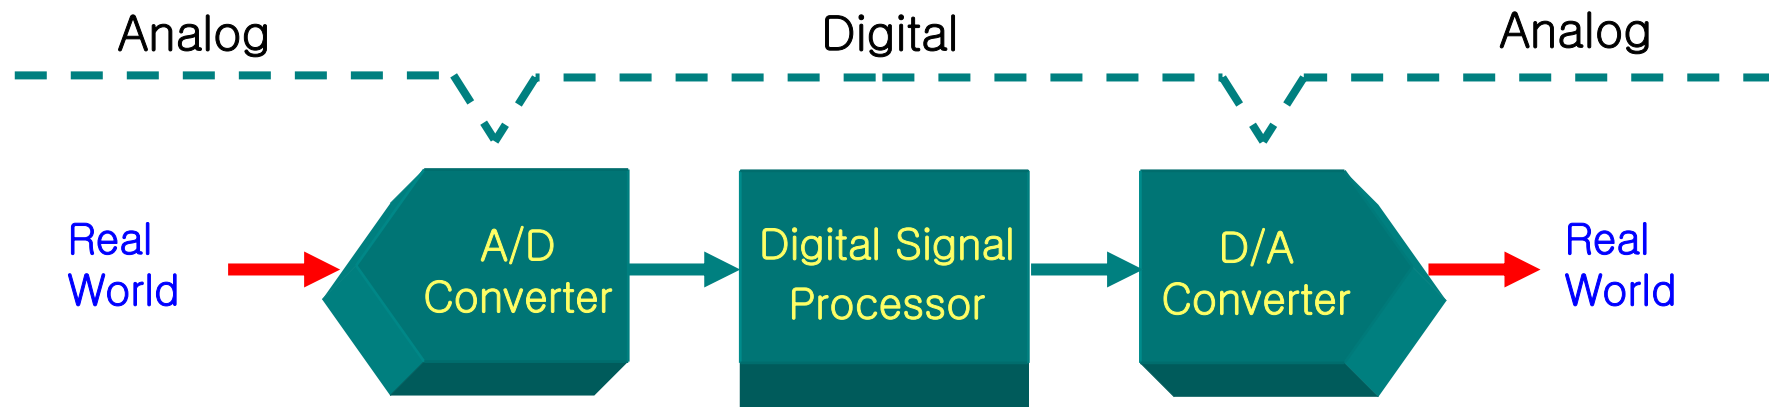 Analog
Digital
Analog
Real
World
A/D
Converter
Digital Signal
Processor
D/A
Converter
Real
World